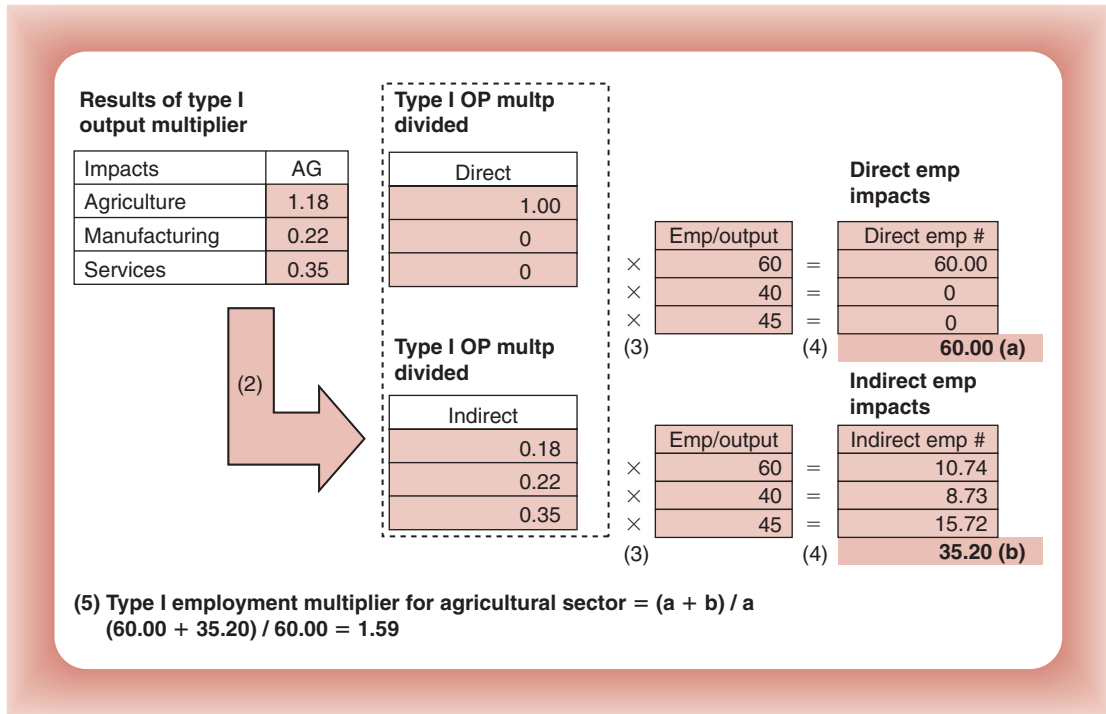 Results of type I
output multiplier
Impacts AG
Agriculture 1.18
Manufacturing 0.22
Services 0.35
(2)
Type I OP multp
divided
Direct
1.00
0
0
Type I OP multp
divided
Indirect
0.18
0.22
0.35
Direct emp
impacts
Emp/output Direct emp #
× 60 = 60.00
× 40 = 0
× 45 = 0
(3) (4) 60.00 (a)
Indirect emp
impacts
Emp/output Indirect emp #
× 60 = 10.74
× 40 = 8.73
× 45 = 15.72
(3) (4) 35.20 (b)
(5) Type I employment multiplier for agricultural sector = (a + b) / a
(60.00 + 35.20) / 60.00 = 1.59